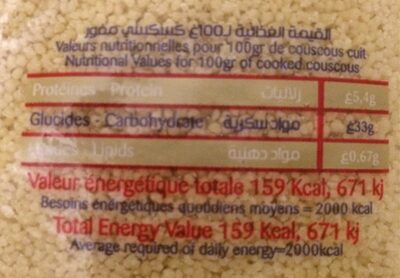 القيمة الغذائية لـ100غ كسكسي مفور
Valeurs nutritionnelles pour 100gr de couscous cuit
Nutritional Values for 100gr of cooked couscous
Protéines - Protein زلاليات 5,4غ
Glucides - Carbohydrate مواد سكرية 33غ
Lipides - Lipids مواد دهنية 0,67غ
Valeur énergétique totale 159 Kcal, 671 kj
Besoins énergétiques quotidiens moyens = 2000 kcal
Total Energy Value 159 Kcal, 671 kj
Average required of daily energy=2000kcal